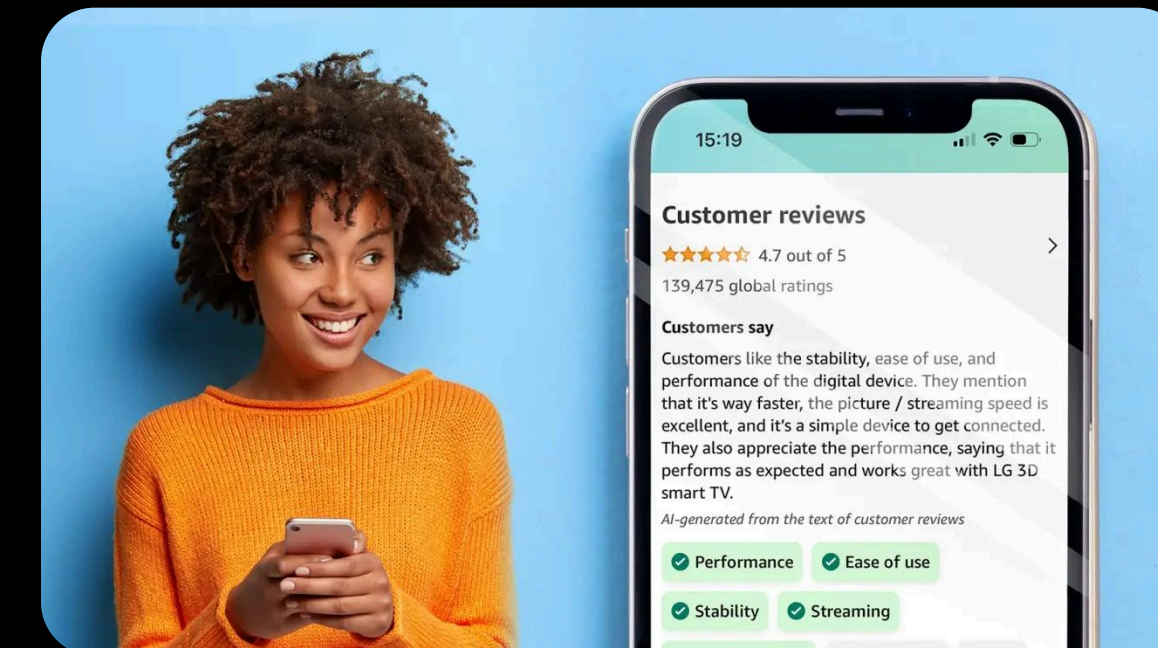 15:19
Customer reviews
4.7 out of 5
139,475 global ratings
Customers say
Customers like the stability, ease of use, and
performance of the digital device. They mention
that it's way faster, the picture / streaming speed is
excellent, and it's a simple device to get connected.
They also appreciate the performance, saying that it
performs as expected and works great with LG 3D
smart TV.
AI-generated from the text of customer reviews
Performance Ease of use
Stability Streaming